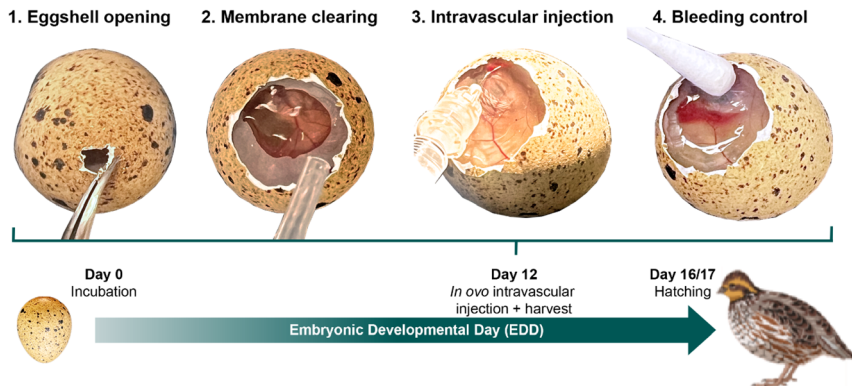 1. Eggshell opening
2. Membrane clearing
3. Intravascular injection
4. Bleeding control
Day 0
Incubation
Day 12
In ovo intravascular
injection + harvest
Day 16/17
Hatching
Embryonic Developmental Day (EDD)